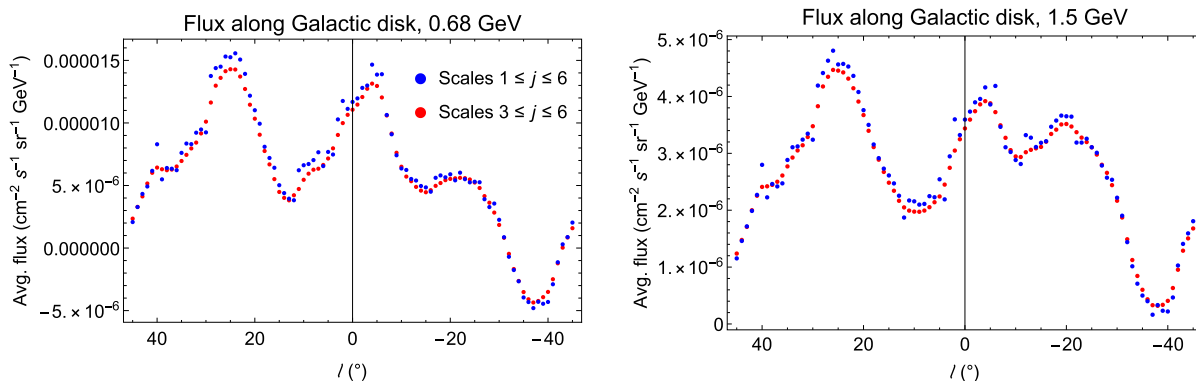 Flux along Galactic disk, 0.68 GeV
Avg. flux (cm⁻² s⁻¹ sr⁻¹ GeV⁻¹)
0.000015
0.000010
5. × 10⁻⁶
0.000000
−5. × 10⁻⁶
Scales 1 ≤ j ≤ 6
Scales 3 ≤ j ≤ 6
40 20 0 −20 −40
l (°)
Flux along Galactic disk, 1.5 GeV
Avg. flux (cm⁻² s⁻¹ sr⁻¹ GeV⁻¹)
5. × 10⁻⁶
4. × 10⁻⁶
3. × 10⁻⁶
2. × 10⁻⁶
1. × 10⁻⁶
0
40 20 0 −20 −40
l (°)